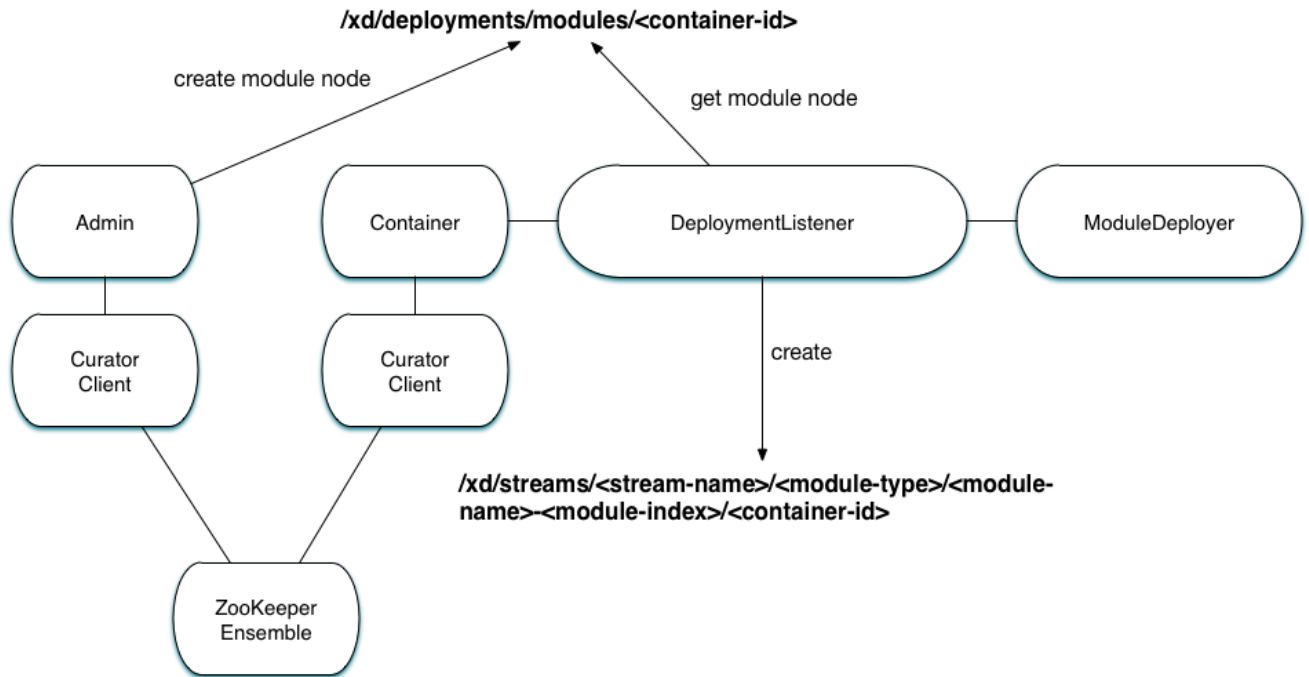 /xd/deployments/modules/<container-id>
create module node
get module node
Admin
Container
DeploymentListener
ModuleDeployer
Curator
Client
Curator
Client
create
/xd/streams/<stream-name>/<module-type>/<module-
name>-<module-index>/<container-id>
ZooKeeper
Ensemble